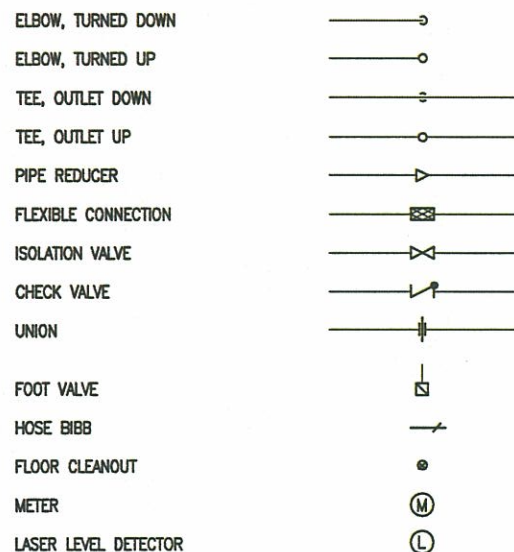 ELBOW, TURNED DOWN
ELBOW, TURNED UP
TEE, OUTLET DOWN
TEE, OUTLET UP
PIPE REDUCER
FLEXIBLE CONNECTION
ISOLATION VALVE
CHECK VALVE
UNION
FOOT VALVE
HOSE BIBB
FLOOR CLEANOUT
METER M
LASER LEVEL DETECTOR L